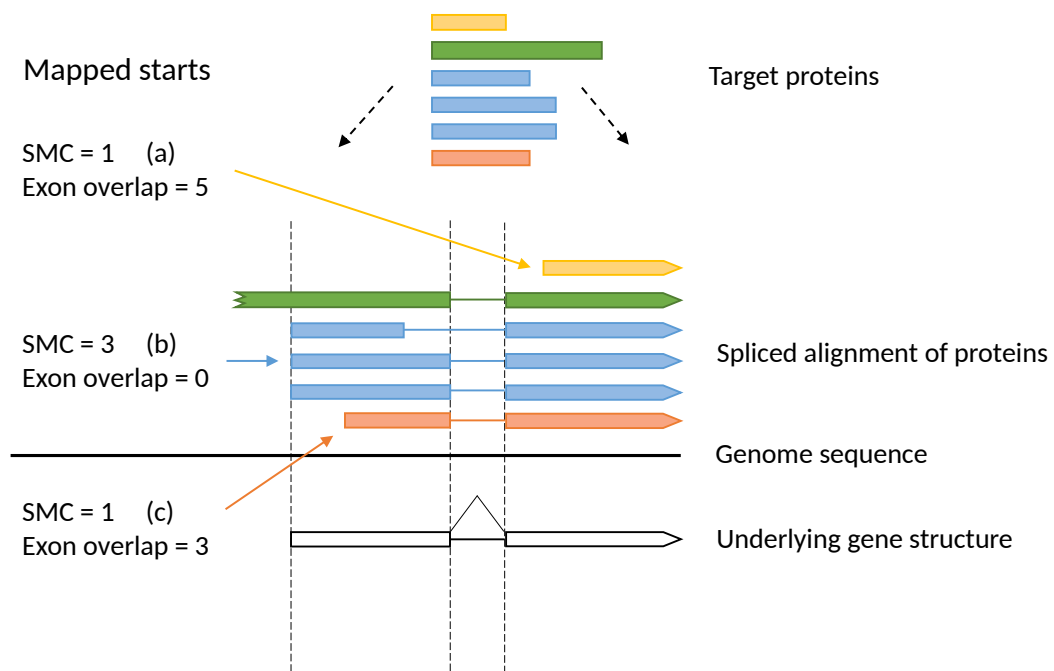 Mapped starts
Target proteins
SMC = 1 (a)
Exon overlap = 5
SMC = 3 (b)
Exon overlap = 0
Spliced alignment of proteins
Genome sequence
SMC = 1 (c)
Exon overlap = 3
Underlying gene structure